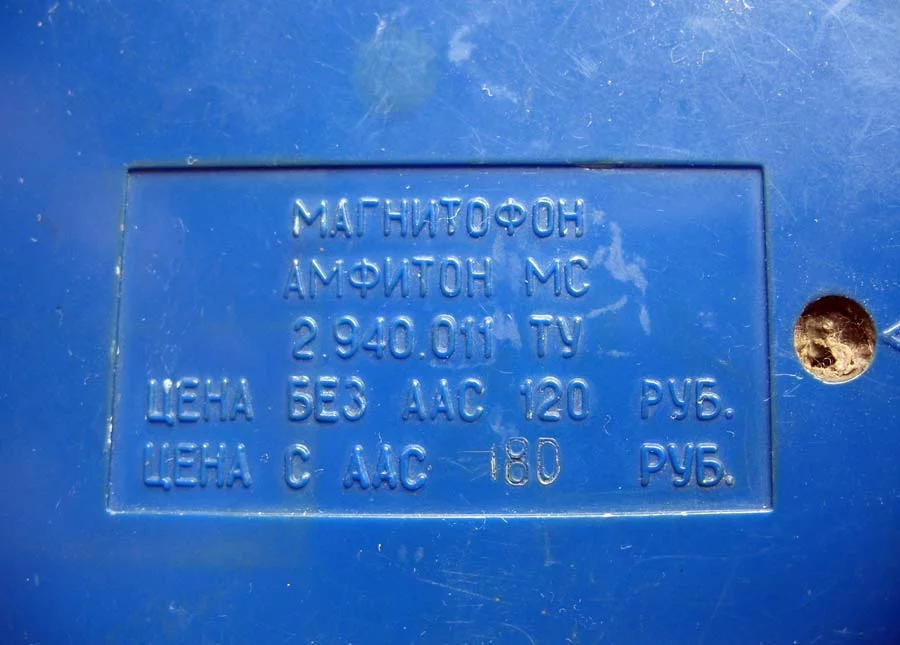 МАГНИТОФОН
АМФИТОН МС
2.940.011 ТУ
ЦЕНА БЕЗ ААС 120 РУБ.
ЦЕНА С ААС 180 РУБ.